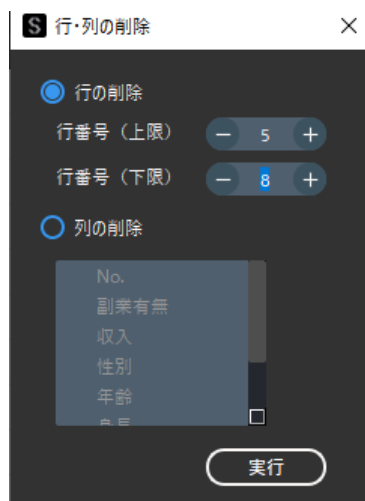 S 行・列の削除
行の削除
行番号（上限） － 5 ＋
行番号（下限） － 8 ＋
列の削除
No.
副業有無
収入
性別
年齢
身長
実行